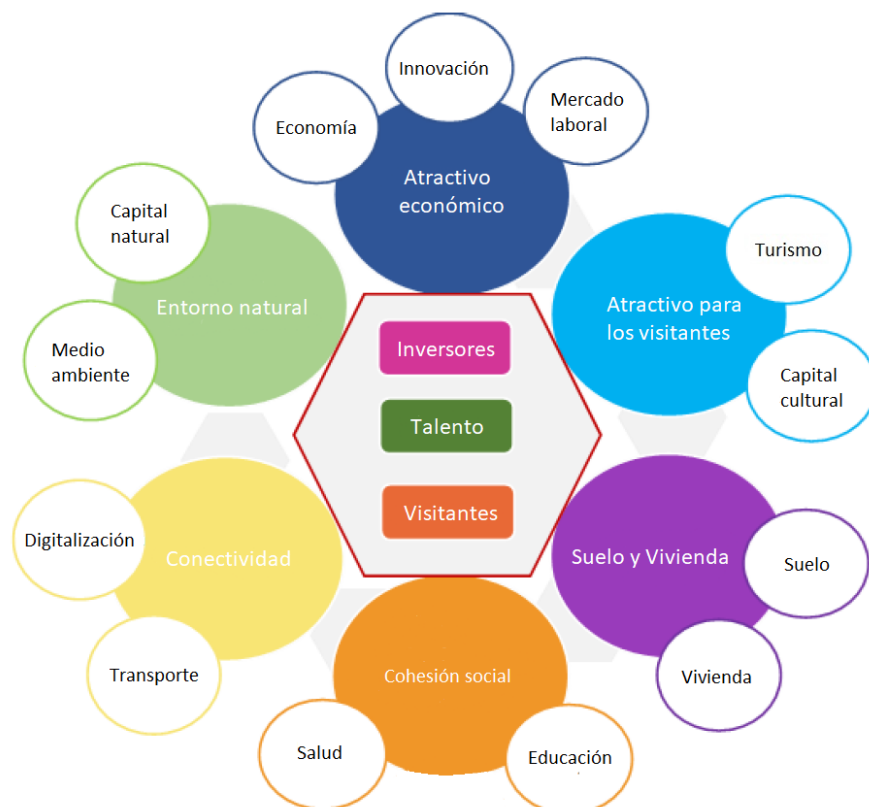 Innovación
Economía
Mercado
laboral
Atractivo
económico
Capital
natural
Entorno natural
Medio
ambiente
Turismo
Atractivo para
los visitantes
Capital
cultural
Inversores
Talento
Visitantes
Digitalización
Conectividad
Transporte
Suelo y Vivienda
Suelo
Vivienda
Cohesión social
Salud
Educación